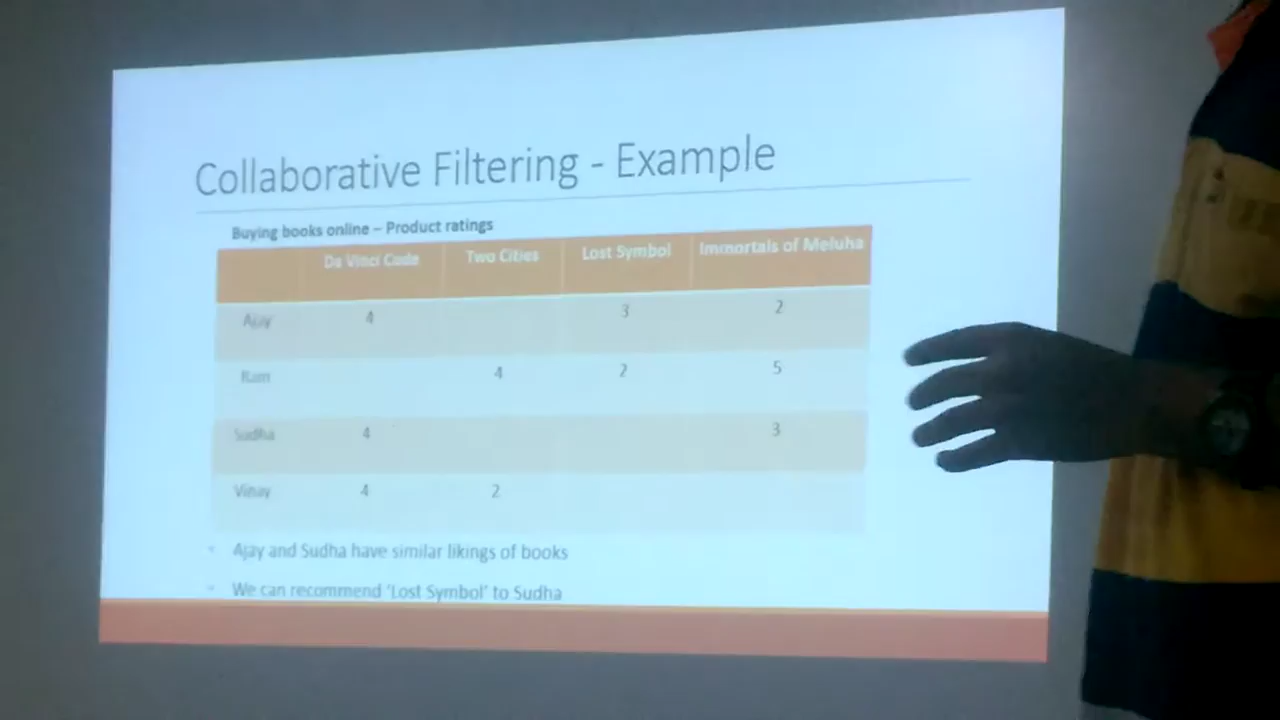 Collaborative Filtering - Example
Buying books online – Product ratings
Da Vinci Code Two Cities Lost Symbol Immortals of Meluha
Ajay 4 3 2
Ram 4 2 5
Sudha 4 3
Vinay 4 2
Ajay and Sudha have similar likings of books
We can recommend 'Lost Symbol' to Sudha